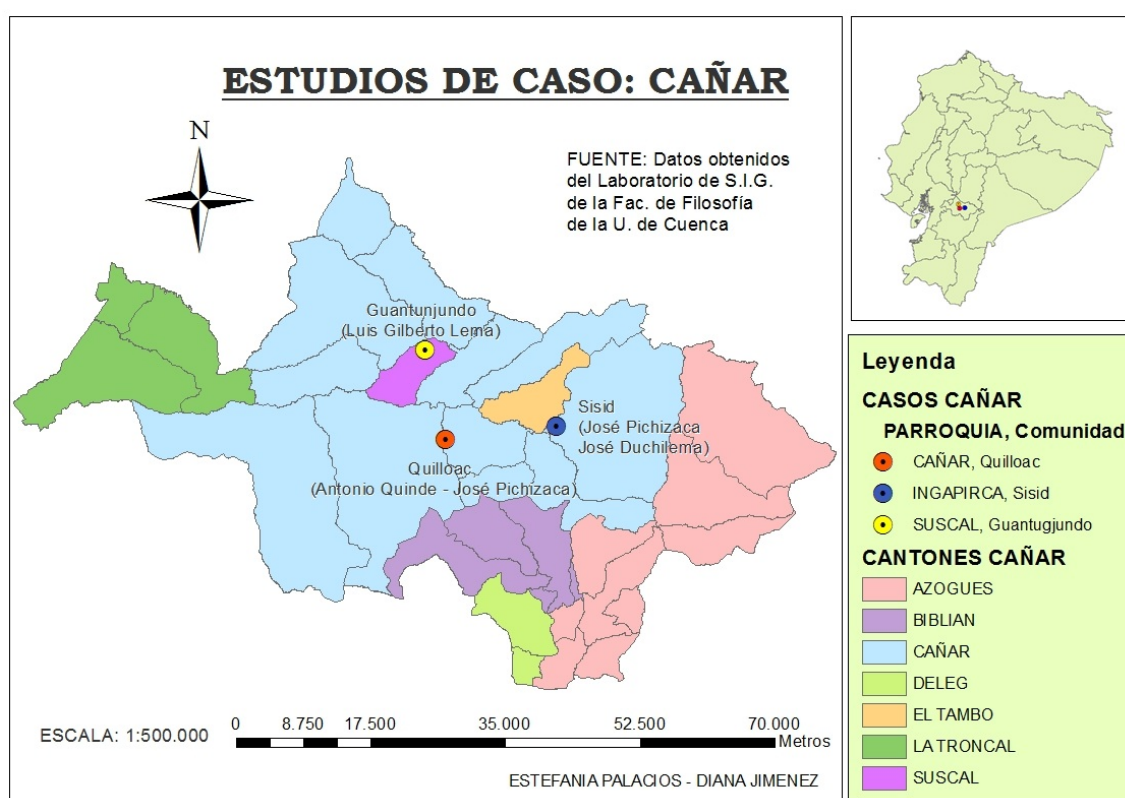 ESTUDIOS DE CASO: CAÑAR
N
FUENTE: Datos obtenidos
del Laboratorio de S.I.G.
de la Fac. de Filosofía
de la U. de Cuenca
Guantunjundo
(Luis Gilberto Lema)
Sisid
(José Pichizaca
José Duchilema)
Quilloac
(Antonio Quinde - José Pichizaca)
ESCALA: 1:500.000
0 8.750 17.500 35.000 52.500 70.000
Metros
ESTEFANIA PALACIOS - DIANA JIMENEZ
Leyenda
CASOS CAÑAR
PARROQUIA, Comunidad
CAÑAR, Quilloac
INGAPIRCA, Sisid
SUSCAL, Guantugjundo
CANTONES CAÑAR
AZOGUES
BIBLIAN
CAÑAR
DELEG
EL TAMBO
LA TRONCAL
SUSCAL